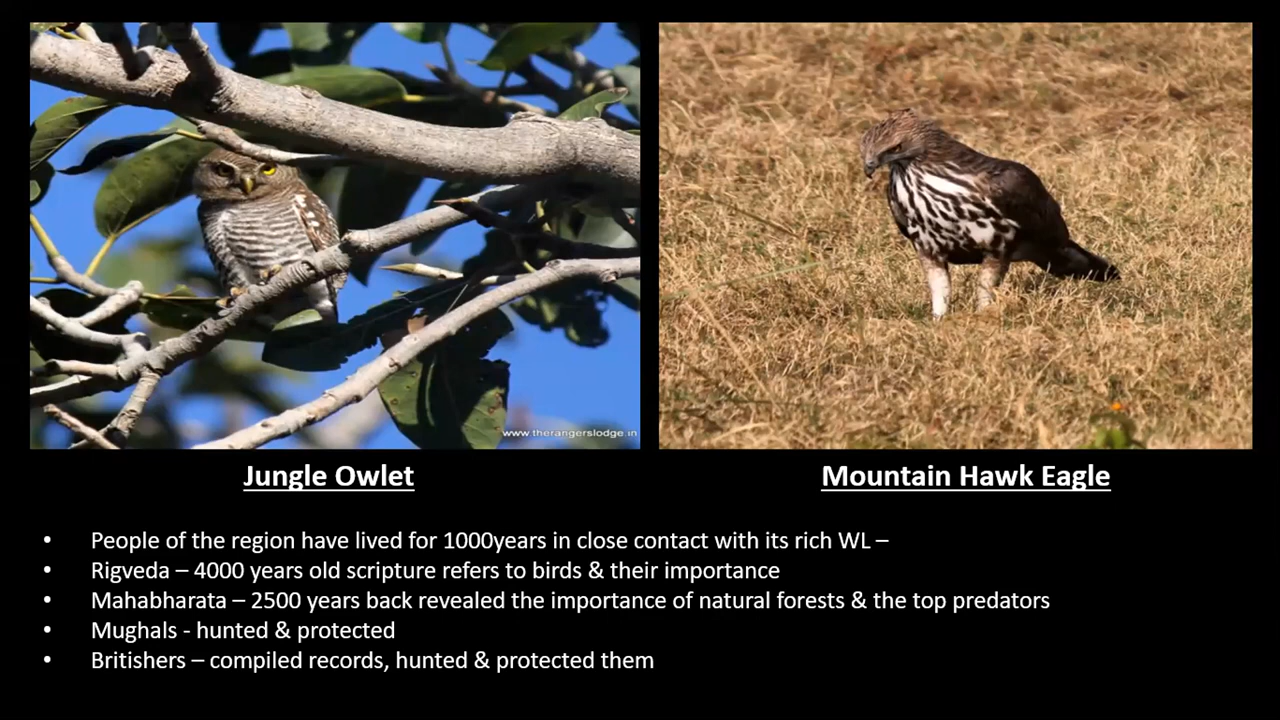 www.therangerslodge.in
Jungle Owlet
Mountain Hawk Eagle
• People of the region have lived for 1000years in close contact with its rich WL –
• Rigveda – 4000 years old scripture refers to birds & their importance
• Mahabharata – 2500 years back revealed the importance of natural forests & the top predators
• Mughals - hunted & protected
• Britishers – compiled records, hunted & protected them